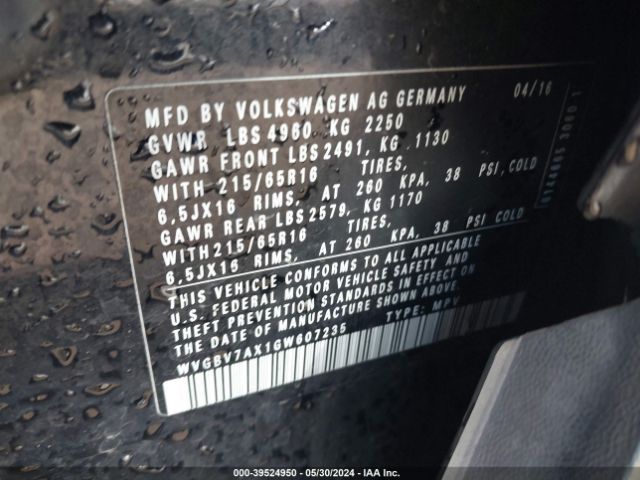 MFD BY VOLKSWAGEN AG GERMANY 04/16
GVWR LBS 4960 KG 2250
GAWR FRONT LBS 2491, KG 1130
WITH 215/65R16 TIRES,
6,5JX16 RIMS, AT 260 KPA, 38 PSI, COLD
GAWR REAR LBS 2579, KG 1170
WITH 215/65R16 TIRES,
6,5JX16 RIMS, AT 260 KPA, 38 PSI COLD
THIS VEHICLE CONFORMS TO ALL APPLICABLE
U.S. FEDERAL MOTOR VEHICLE SAFETY AND
THEFT PREVENTION STANDARDS IN EFFECT ON
THE DATE OF MANUFACTURE SHOWN ABOVE.
WVGBV7AX1GW607235 TYPE: MPV
000-39524950 - 05/30/2024 - IAA Inc.